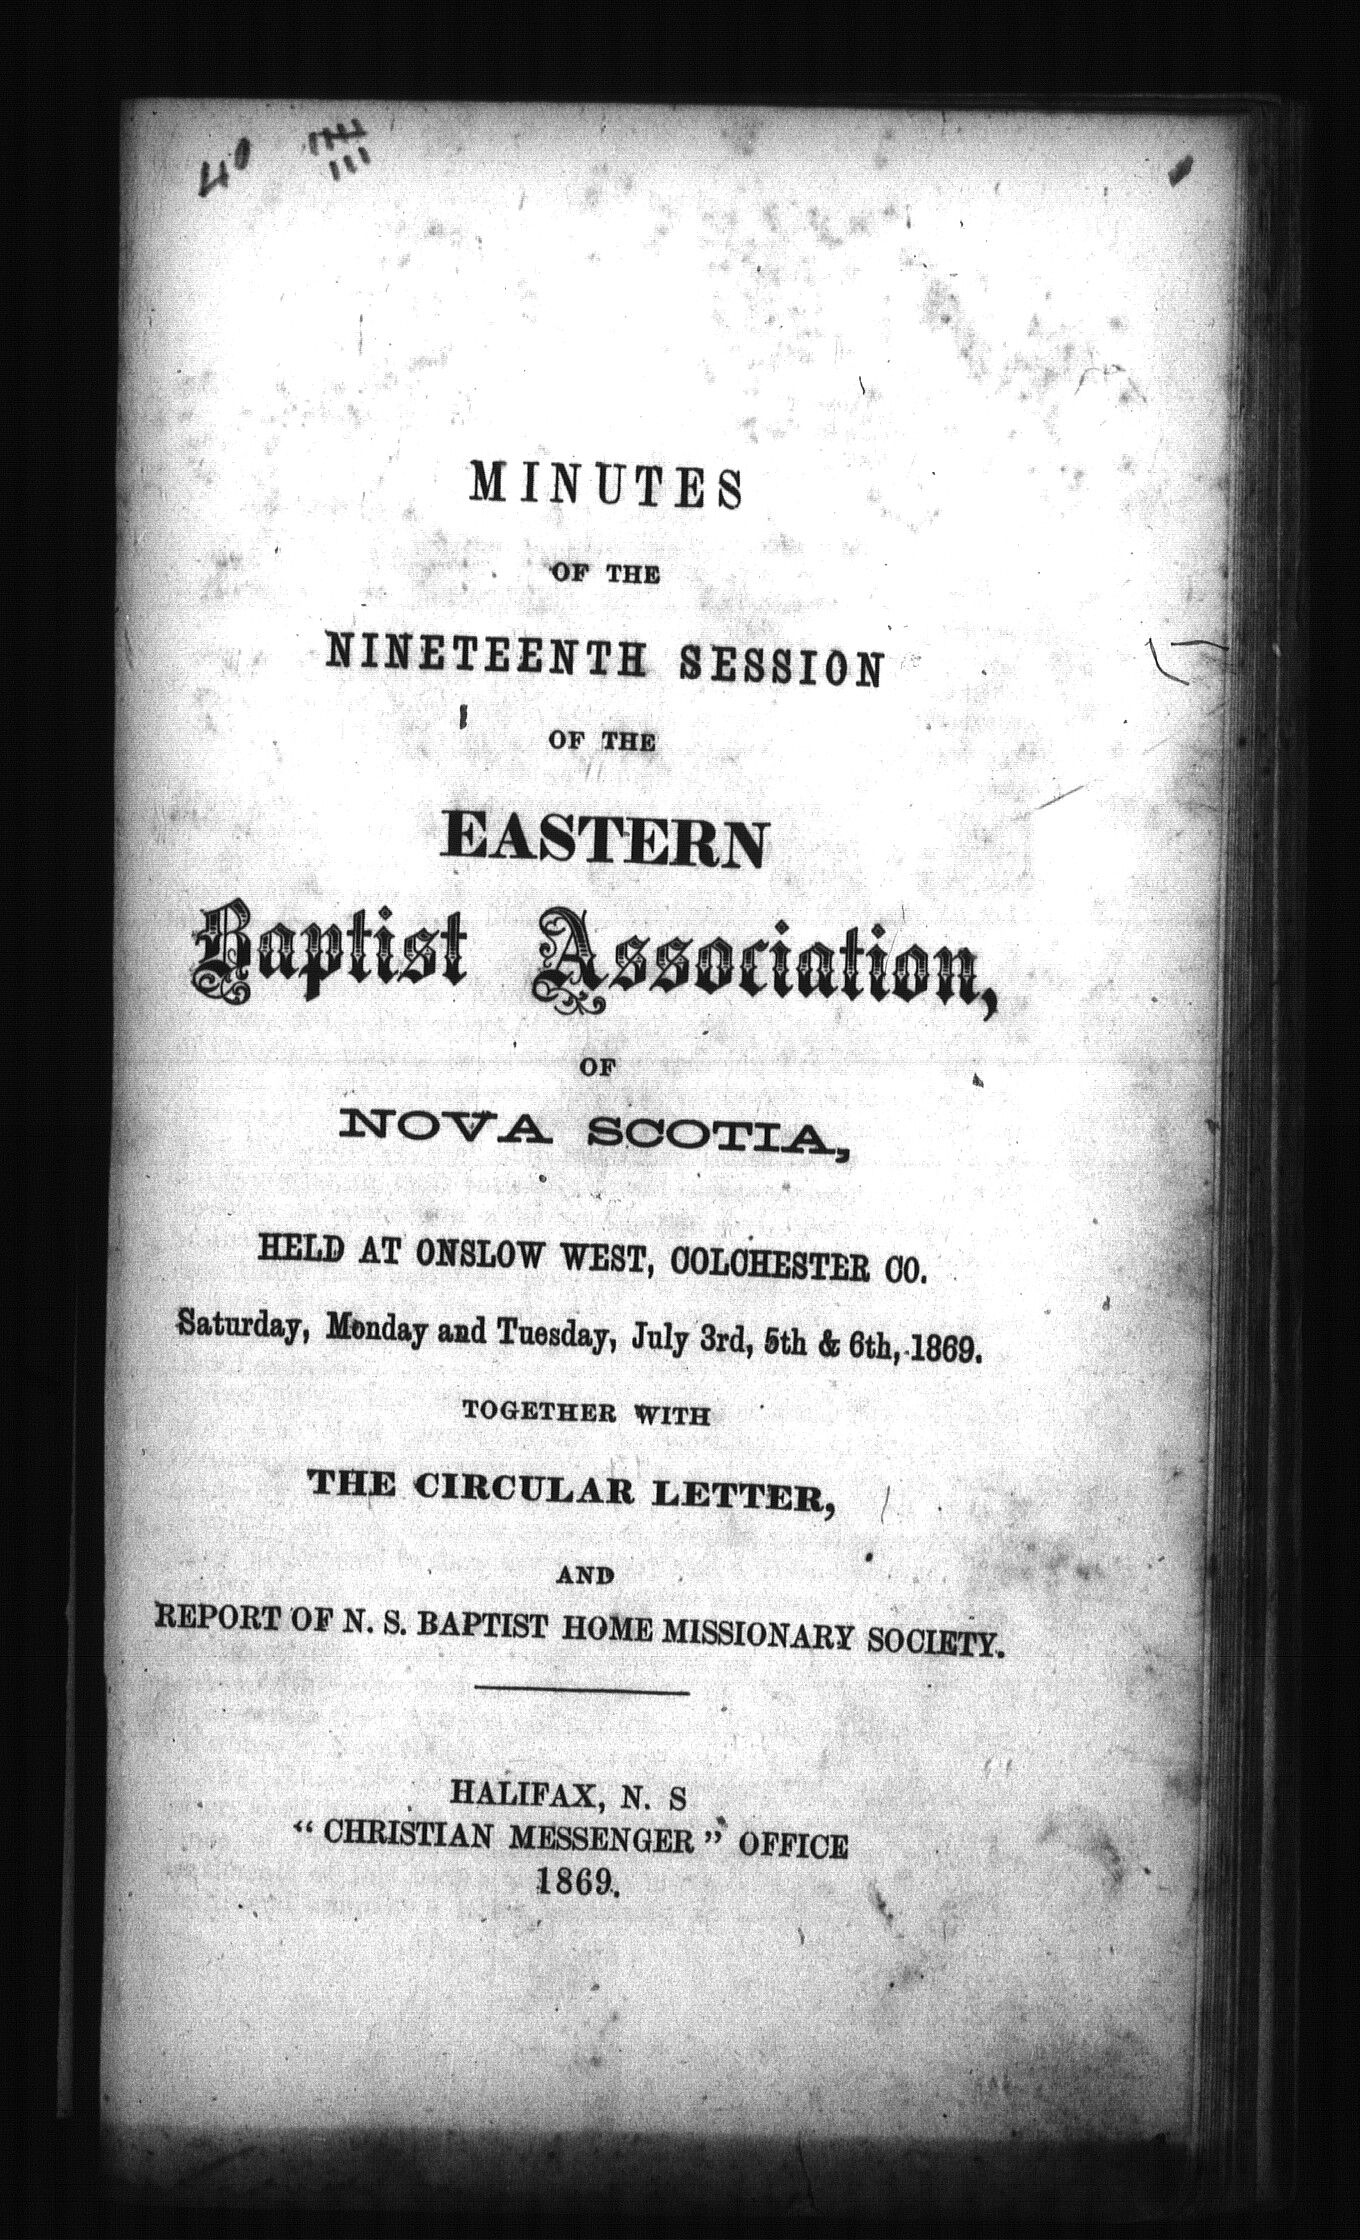 40
MINUTES
OF THE
NINETEENTH SESSION
OF THE
EASTERN
Baptist Association,
OF
NOVA SCOTIA,
HELD AT ONSLOW WEST, COLCHESTER CO.
Saturday, Monday and Tuesday, July 3rd, 5th & 6th, 1869.
TOGETHER WITH
THE CIRCULAR LETTER,
AND
REPORT OF N. S. BAPTIST HOME MISSIONARY SOCIETY.
HALIFAX, N. S
“ CHRISTIAN MESSENGER ” OFFICE
1869.